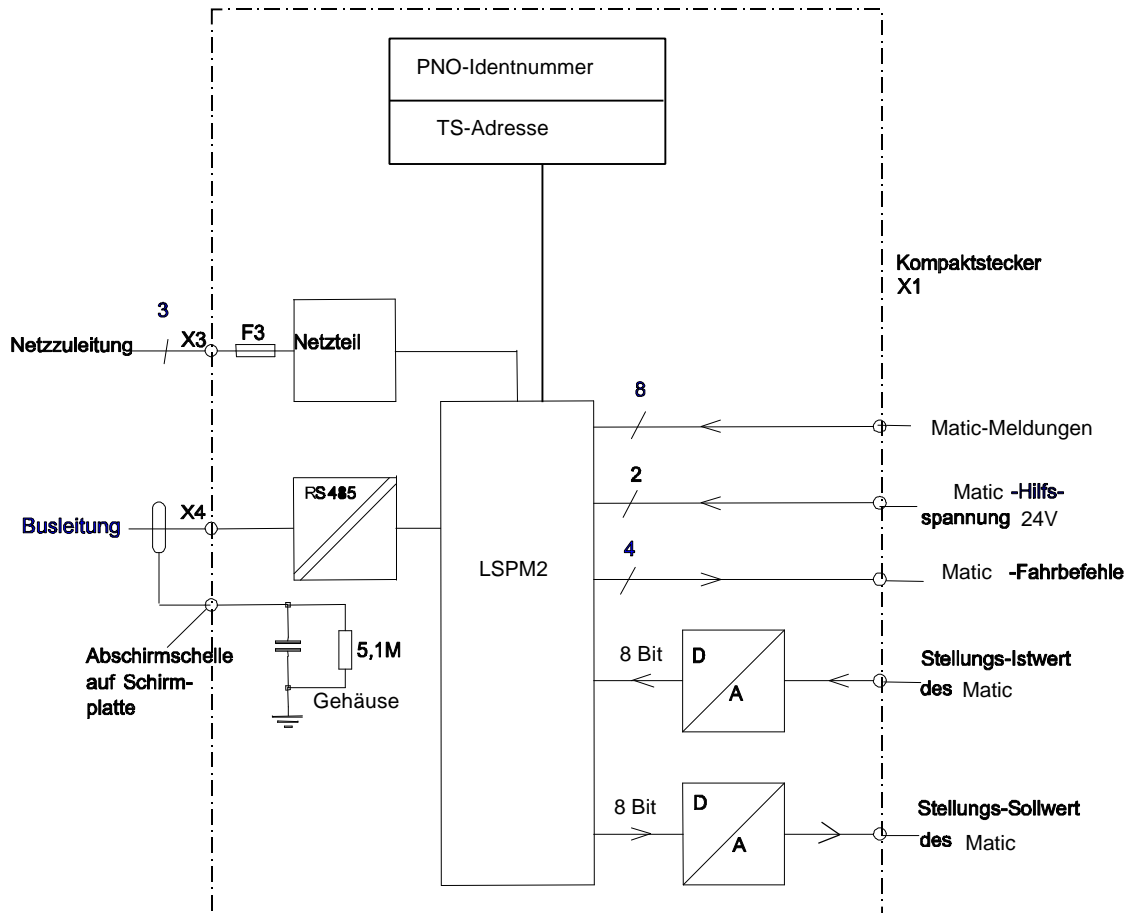 PNO-Identnummer
TS-Adresse
Kompaktstecker
X1
3
Netzzuleitung
X3
F3
Netzteil
8
Matic-Meldungen
2
Matic -Hilfs-
spannung 24V
RS485
X4
Busleitung
4
Matic -Fahrbefehle
LSPM2
Abschirmschelle
auf Schirm-
platte
5,1M
Gehäuse
8 Bit
D
A
Stellungs-Istwert
des Matic
8 Bit
D
A
Stellungs-Sollwert
des Matic